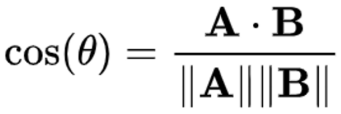 cos(θ) = A · B / ‖A‖‖B‖